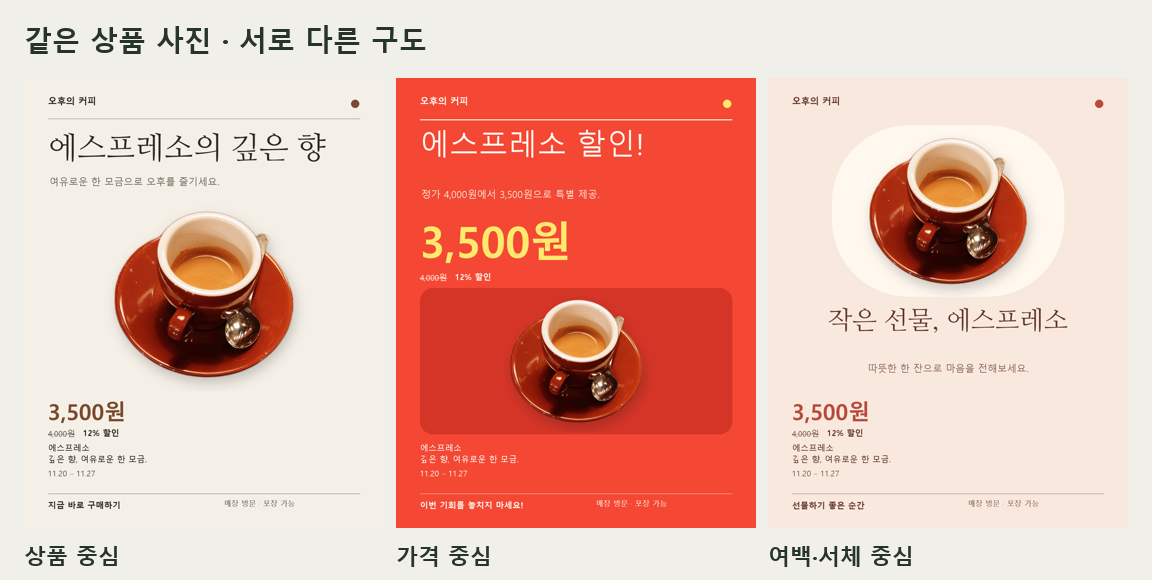 같은 상품 사진 · 서로 다른 구도
오후의 커피
에스프레소의 깊은 향
여유로운 한 모금으로 오후를 즐기세요.
3,500원
4,000원 12% 할인
에스프레소
깊은 향, 여유로운 한 모금.
11.20 – 11.27
지금 바로 구매하기 매장 방문 · 포장 가능
상품 중심
오후의 커피
에스프레소 할인!
정가 4,000원에서 3,500원으로 특별 제공.
3,500원
4,000원 12% 할인
에스프레소
깊은 향, 여유로운 한 모금.
11.20 – 11.27
이번 기회를 놓치지 마세요! 매장 방문 · 포장 가능
가격 중심
오후의 커피
작은 선물, 에스프레소
따뜻한 한 잔으로 마음을 전해보세요.
3,500원
4,000원 12% 할인
에스프레소
깊은 향, 여유로운 한 모금.
11.20 – 11.27
선물하기 좋은 순간 매장 방문 · 포장 가능
여백·서체 중심